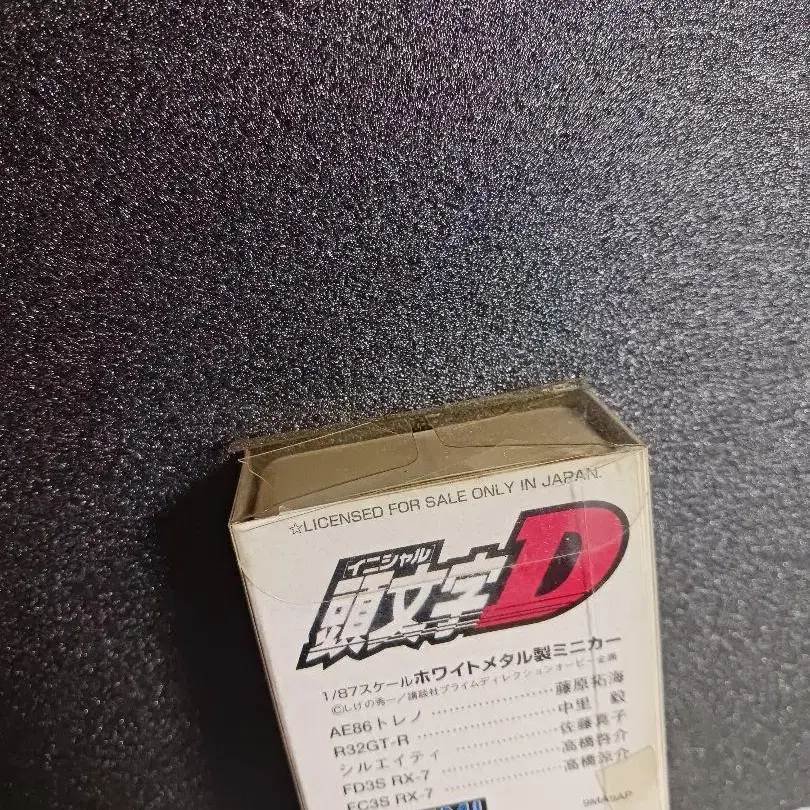 ☆LICENSED FOR SALE ONLY IN JAPAN.
イニシャル
頭文字D
1/87スケールホワイトメタル製ミニカー
©しげの秀一/講談社プライムディレクションオービー企画
AE86トレノ……………藤原拓海
R32GT-R……………中里 毅
シルエイティ……………佐藤真子
FD3S RX-7……………高橋啓介
FC3S RX-7……………高橋涼介